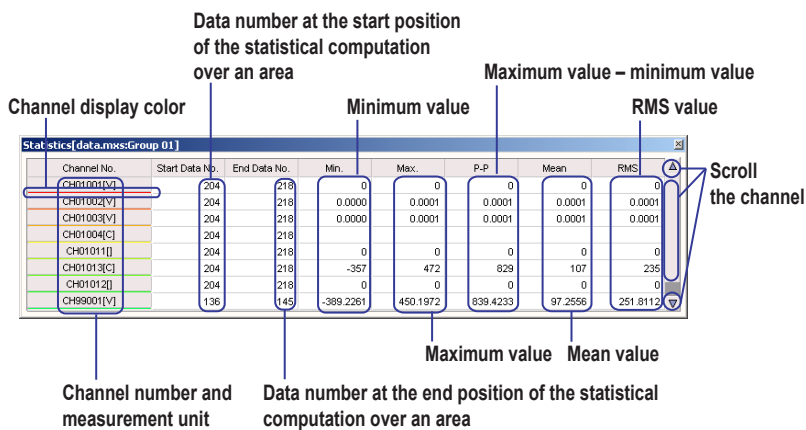 Data number at the start position
of the statistical computation
over an area
Maximum value – minimum value
Channel display color
Minimum value
RMS value
Statistics[data.mxs:Group 01]
Channel No. Start Data No. End Data No. Min. Max. P-P Mean RMS
CH01001[V] 204 218 0 0 0 0 0
CH01002[V] 204 218 0.0000 0.0001 0.0001 0.0001 0.0001
CH01003[V] 204 218 0.0000 0.0001 0.0001 0.0001 0.0001
CH01004[C] 204 218
CH01011[] 204 218 0 0 0 0 0
CH01013[C] 204 218 -357 472 829 107 235
CH01012[] 204 218 0 0 0 0 0
CH99001[V] 136 145 -389.2261 450.1972 839.4233 97.2556 251.8112
Scroll
the channel
Maximum value
Mean value
Channel number and
measurement unit
Data number at the end position of the statistical
computation over an area